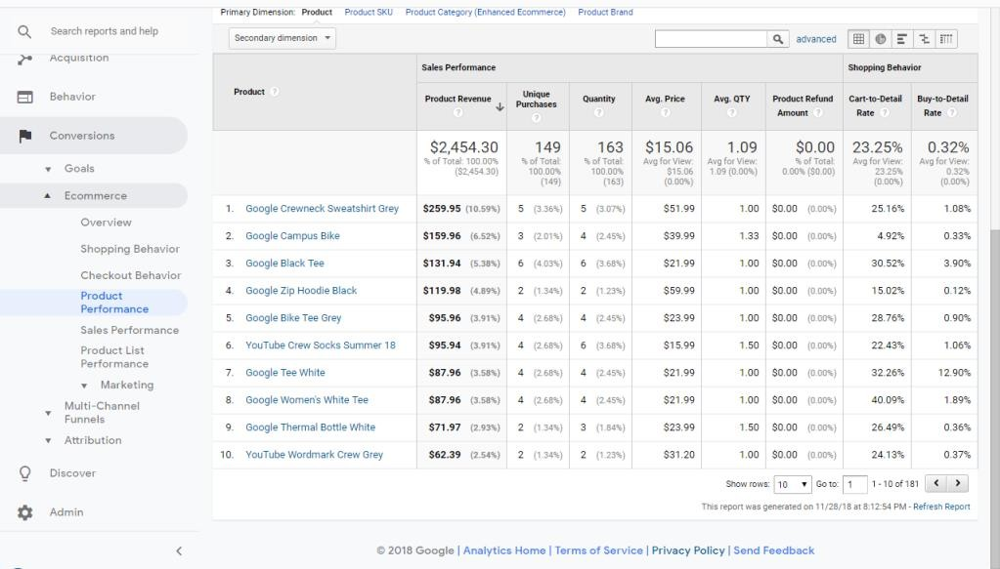 Search reports and help
Acquisition
Behavior
Conversions
Goals
Ecommerce
Overview
Shopping Behavior
Checkout Behavior
Product
Performance
Sales Performance
Product List
Performance
Marketing
Multi-Channel
Funnels
Attribution
Discover
Admin
Primary Dimension: Product Product SKU Product Category (Enhanced Ecommerce) Product Brand
Secondary dimension advanced
Product ? Sales Performance Shopping Behavior
Product Revenue ? Unique Purchases ? Quantity ? Avg. Price ? Avg. QTY ? Product Refund Amount ? Cart-to-Detail Rate ? Buy-to-Detail Rate ?
$2,454.30 149 163 $15.06 1.09 $0.00 23.25% 0.32%
% of Total: 100.00% ($2,454.30) % of Total: 100.00% (149) % of Total: 100.00% (163) Avg for View: $15.06 (0.00%) Avg for View: 1.09 (0.00%) % of Total: 0.00% ($0.00) Avg for View: 23.25% (0.00%) Avg for View: 0.32% (0.00%)
1. Google Crewneck Sweatshirt Grey $259.95 (10.59%) 5 (3.36%) 5 (3.07%) $51.99 1.00 $0.00 (0.00%) 25.16% 1.08%
2. Google Campus Bike $159.96 (6.52%) 3 (2.01%) 4 (2.45%) $39.99 1.33 $0.00 (0.00%) 4.92% 0.33%
3. Google Black Tee $131.94 (5.38%) 6 (4.03%) 6 (3.68%) $21.99 1.00 $0.00 (0.00%) 30.52% 3.90%
4. Google Zip Hoodie Black $119.98 (4.89%) 2 (1.34%) 2 (1.23%) $59.99 1.00 $0.00 (0.00%) 15.02% 0.12%
5. Google Bike Tee Grey $95.96 (3.91%) 4 (2.68%) 4 (2.45%) $23.99 1.00 $0.00 (0.00%) 28.76% 0.90%
6. YouTube Crew Socks Summer 18 $95.94 (3.91%) 4 (2.68%) 6 (3.68%) $15.99 1.50 $0.00 (0.00%) 22.43% 1.06%
7. Google Tee White $87.96 (3.58%) 4 (2.68%) 4 (2.45%) $21.99 1.00 $0.00 (0.00%) 32.26% 12.90%
8. Google Women's White Tee $87.96 (3.58%) 4 (2.68%) 4 (2.45%) $21.99 1.00 $0.00 (0.00%) 40.09% 1.89%
9. Google Thermal Bottle White $71.97 (2.93%) 2 (1.34%) 3 (1.84%) $23.99 1.50 $0.00 (0.00%) 26.49% 0.36%
10. YouTube Wordmark Crew Grey $62.39 (2.54%) 2 (1.34%) 2 (1.23%) $31.20 1.00 $0.00 (0.00%) 24.13% 0.37%
Show rows: 10 Go to: 1 1 - 10 of 181
This report was generated on 11/28/18 at 8:12:54 PM - Refresh Report
© 2018 Google | Analytics Home | Terms of Service | Privacy Policy | Send Feedback